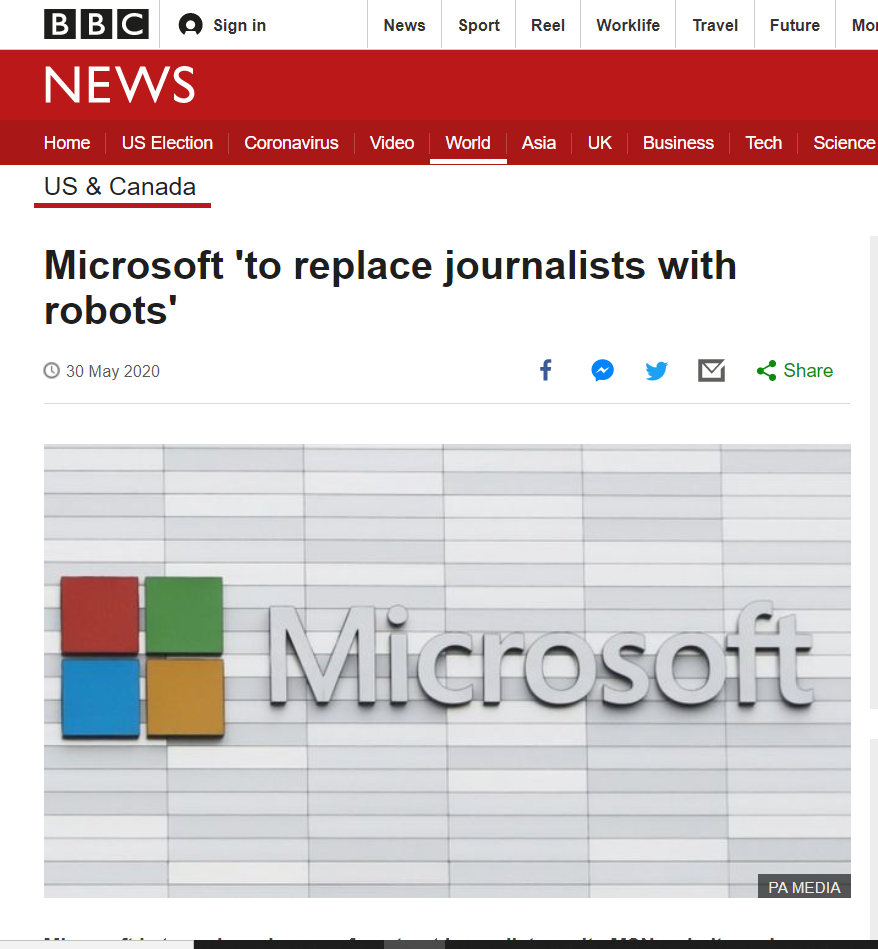 BBC Sign in News Sport Reel Worklife Travel Future
NEWS
Home US Election Coronavirus Video World Asia UK Business Tech Science
US & Canada
Microsoft 'to replace journalists with
robots'
30 May 2020 Share
Microsoft
PA MEDIA